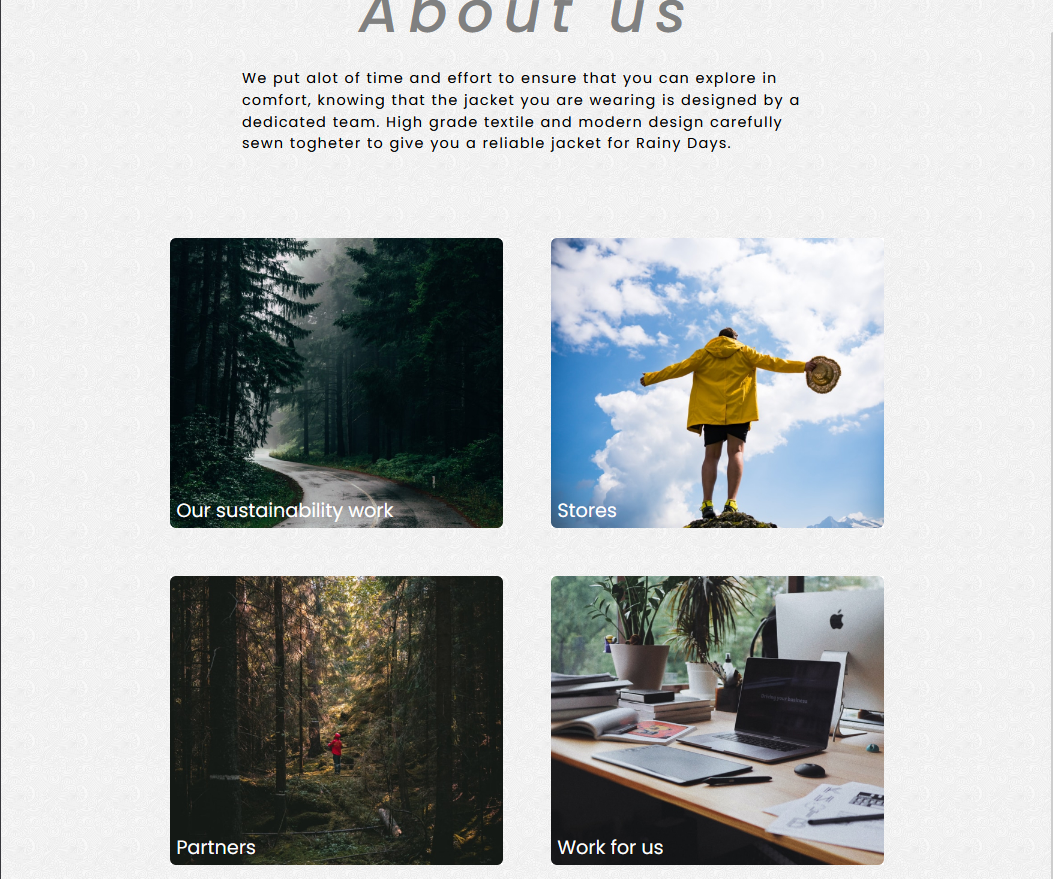 About us
We put alot of time and effort to ensure that you can explore in
comfort, knowing that the jacket you are wearing is designed by a
dedicated team. High grade textile and modern design carefully
sewn togheter to give you a reliable jacket for Rainy Days.
Our sustainability work
Stores
Partners
Work for us